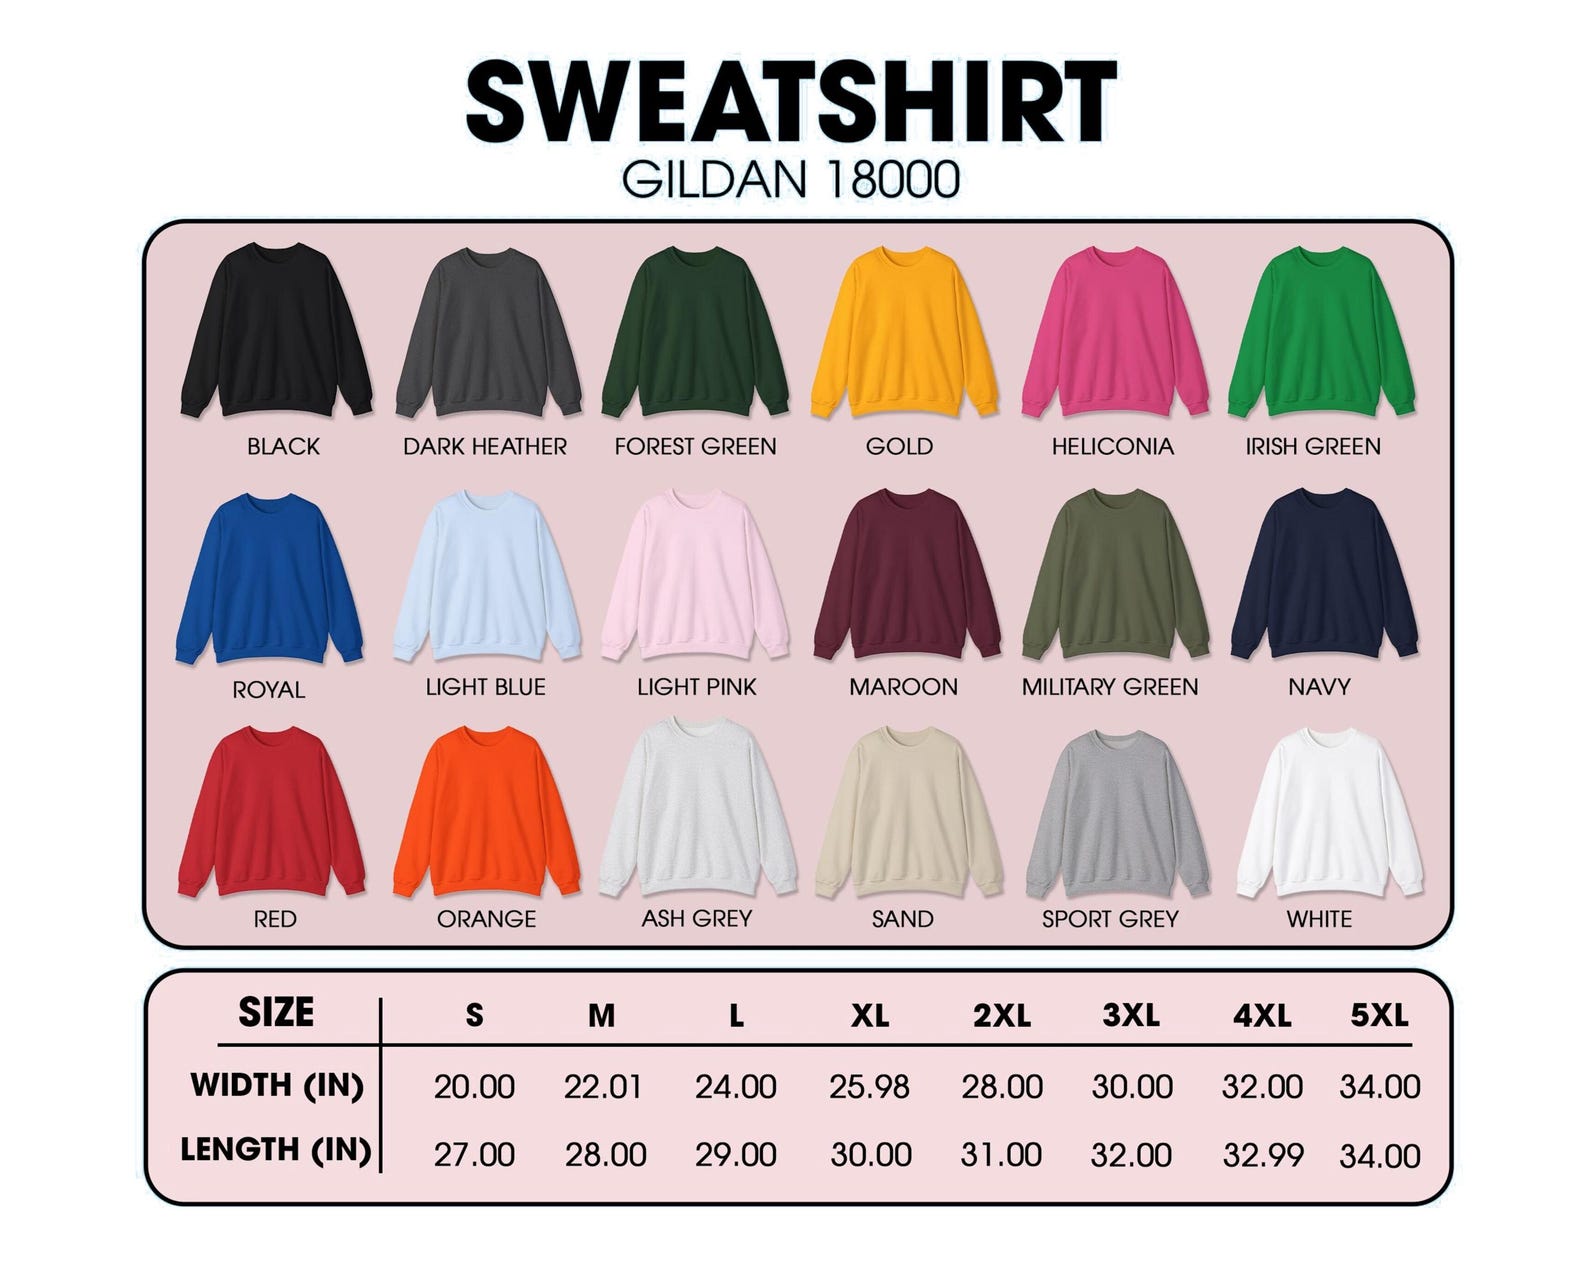 SWEATSHIRT
GILDAN 18000
BLACK DARK HEATHER FOREST GREEN GOLD HELICONIA IRISH GREEN
ROYAL LIGHT BLUE LIGHT PINK MAROON MILITARY GREEN NAVY
RED ORANGE ASH GREY SAND SPORT GREY WHITE
SIZE S M L XL 2XL 3XL 4XL 5XL
WIDTH (IN) 20.00 22.01 24.00 25.98 28.00 30.00 32.00 34.00
LENGTH (IN) 27.00 28.00 29.00 30.00 31.00 32.00 32.99 34.00